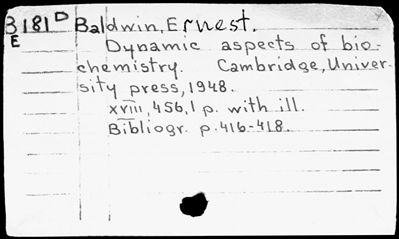 B181D Baldwin, Ernest.
E
Dynamic aspects of bio-
chemistry. Cambridge, Univer-
sity press, 1948.
xviii, 456, 1 p. with ill.
Bibliogr. p. 416-418.